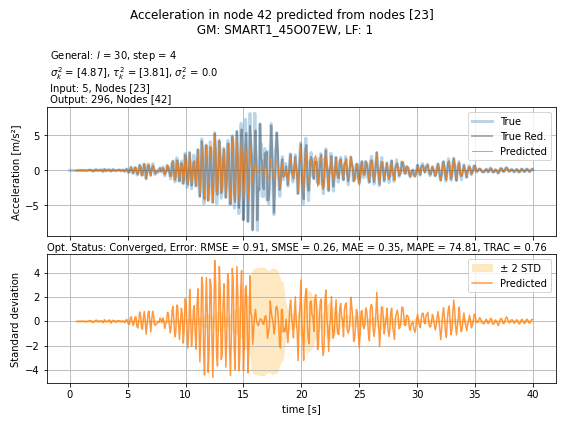 Acceleration in node 42 predicted from nodes [23]
GM: SMART1_45O07EW, LF: 1
General: l = 30, step = 4
σ²ₖ = [4.87], τ²ₖ = [3.81], σ²ε = 0.0
Input: 5, Nodes [23]
Output: 296, Nodes [42]
True
True Red.
Predicted
Acceleration [m/s²]
5
0
−5
Opt. Status: Converged, Error: RMSE = 0.91, SMSE = 0.26, MAE = 0.35, MAPE = 74.81, TRAC = 0.76
± 2 STD
Predicted
Standard deviation
4
2
0
−2
−4
0 5 10 15 20 25 30 35 40
time [s]